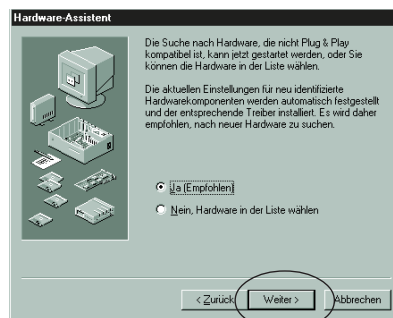 Hardware-Assistent
Die Suche nach Hardware, die nicht Plug & Play
kompatibel ist, kann jetzt gestartet werden, oder Sie
können die Hardware in der Liste wählen.
Die aktuellen Einstellungen für neu identifizierte
Hardwarekomponenten werden automatisch festgestellt
und der entsprechende Treiber installiert. Es wird daher
empfohlen, nach neuer Hardware zu suchen.
Ja (Empfohlen)
Nein, Hardware in der Liste wählen
< Zurück Weiter > Abbrechen